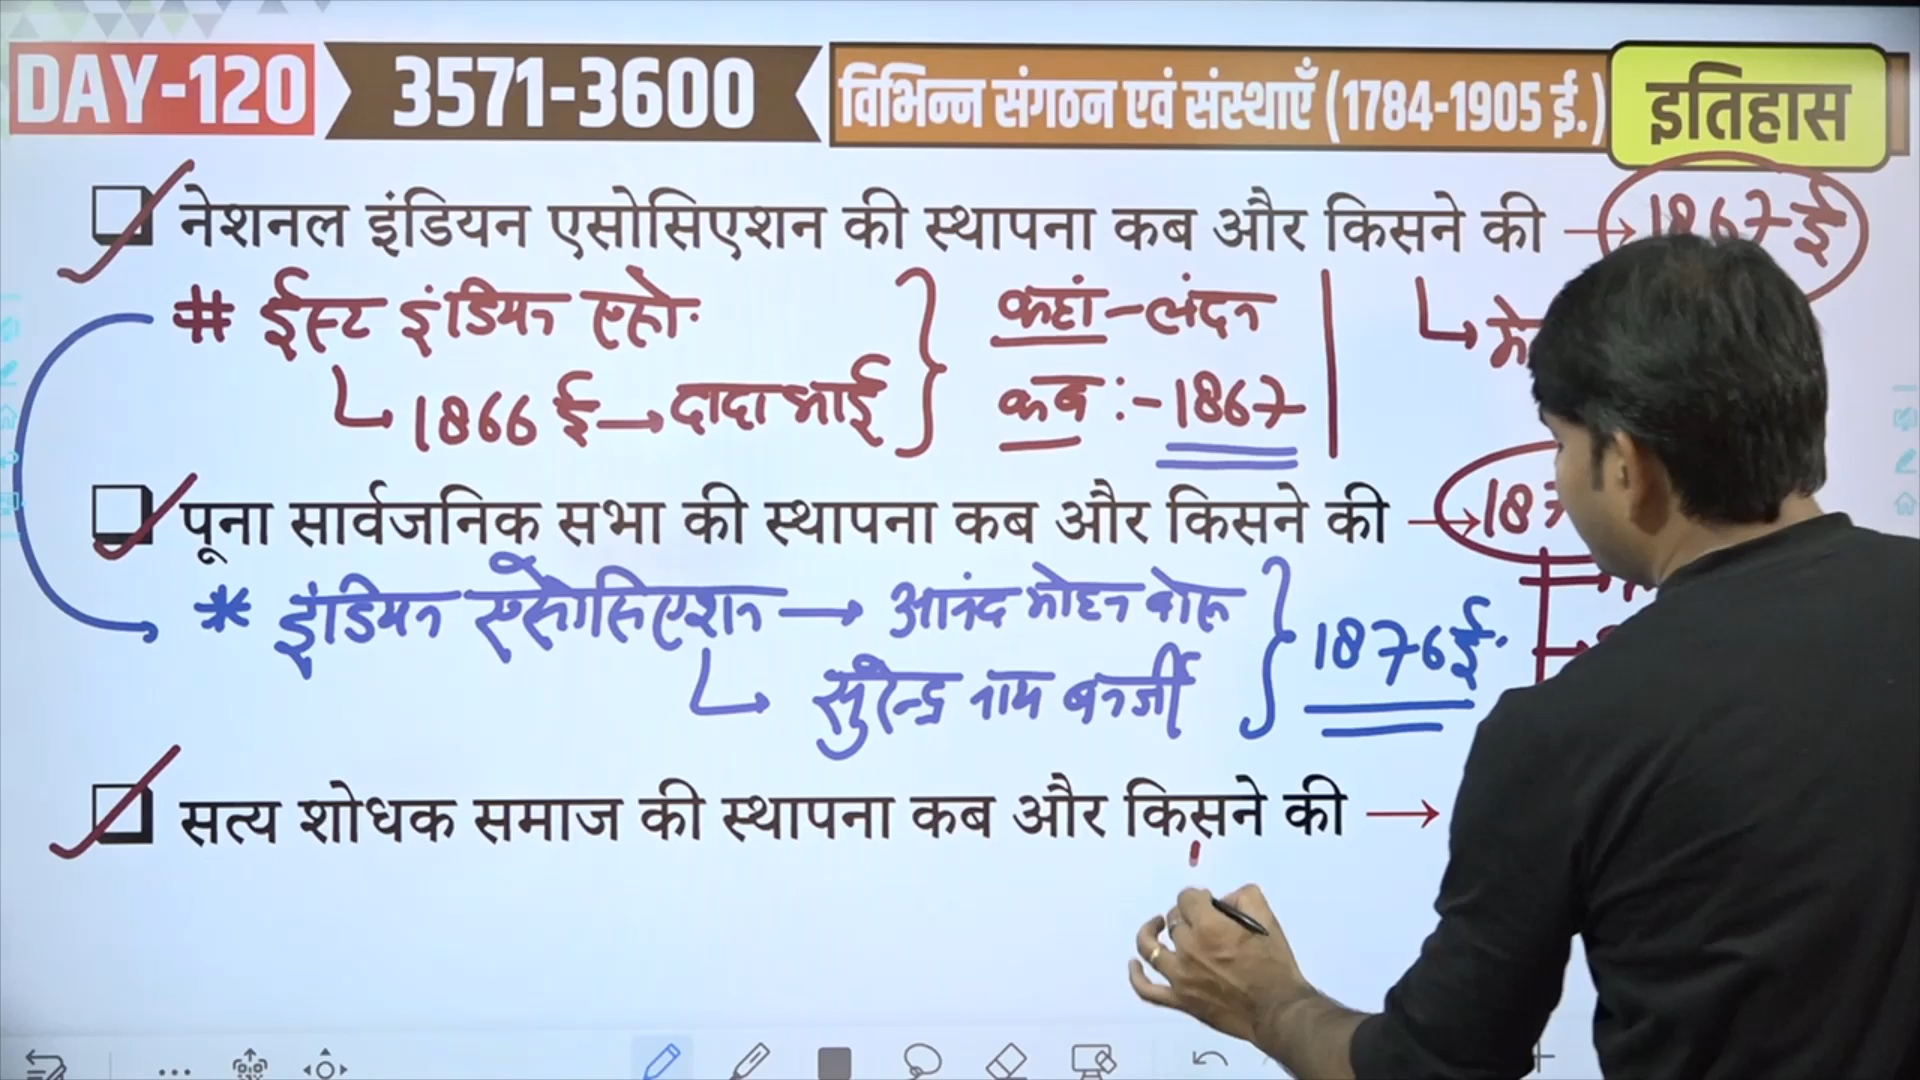 DAY-120 3571-3600 विभिन्न संगठन एवं संस्थाएँ (1784-1905 ई.) इतिहास
नेशनल इंडियन एसोसिएशन की स्थापना कब और किसने की → 1867 ई
# ईस्ट इंडियन एसो. कहां - लंदन
1866 ई → दादा भाई कब :- 1867
पूना सार्वजनिक सभा की स्थापना कब और किसने की → 187
* इंडियन एसोसिएशन → आनंद मोहन बोस
सुरेन्द्र नाथ बनर्जी 1876 ई.
सत्य शोधक समाज की स्थापना कब और किसने की →